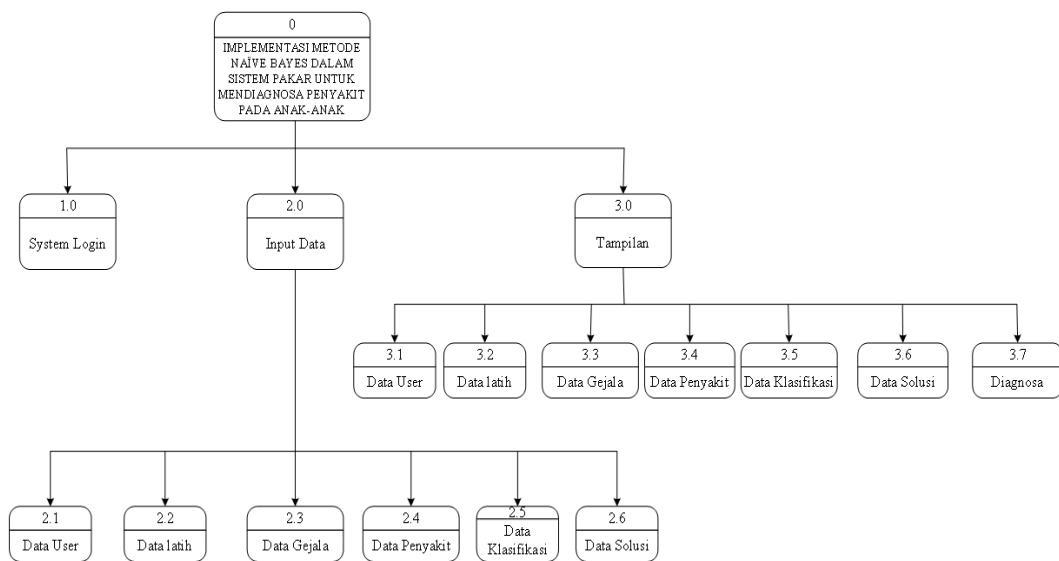 0
IMPLEMENTASI METODE
NAÏVE BAYES DALAM
SISTEM PAKAR UNTUK
MENDIAGNOSA PENYAKIT
PADA ANAK-ANAK
1.0
System Login
2.0
Input Data
3.0
Tampilan
3.1
Data User
3.2
Data latih
3.3
Data Gejala
3.4
Data Penyakit
3.5
Data Klasifikasi
3.6
Data Solusi
3.7
Diagnosa
2.1
Data User
2.2
Data latih
2.3
Data Gejala
2.4
Data Penyakit
2.5
Data
Klasifikasi
2.6
Data Solusi